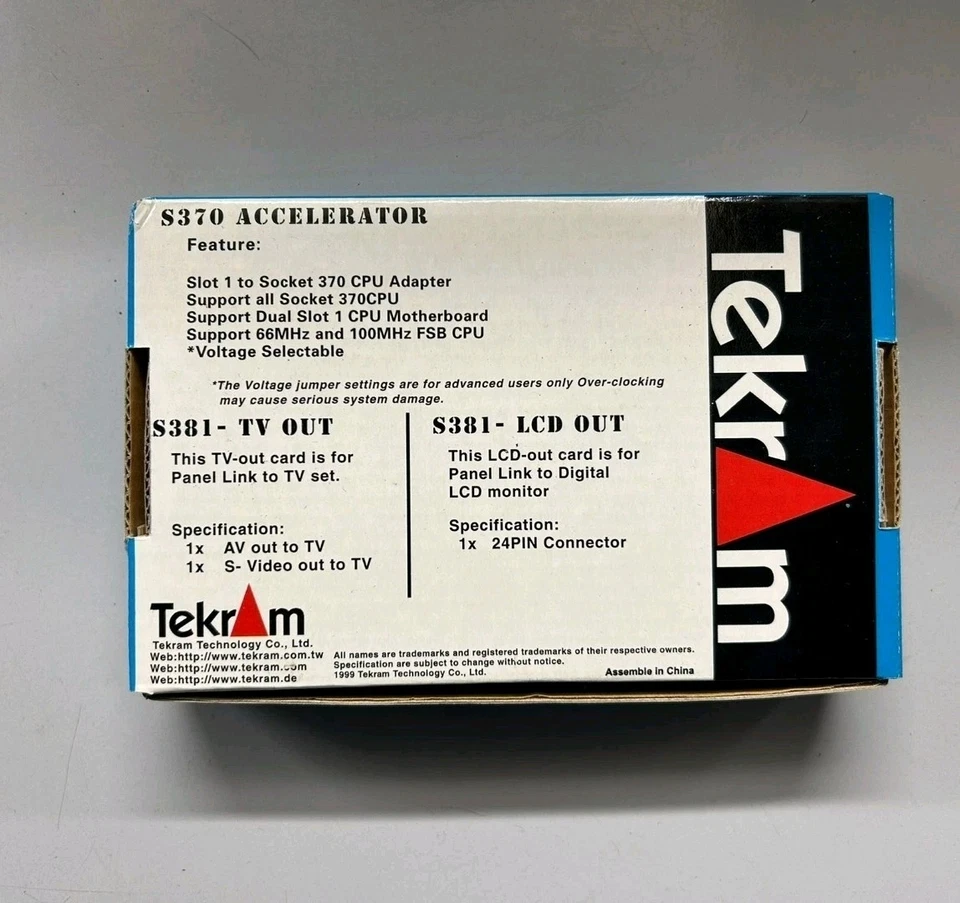 S370 ACCELERATOR
Feature:
Slot 1 to Socket 370 CPU Adapter
Support all Socket 370CPU
Support Dual Slot 1 CPU Motherboard
Support 66MHz and 100MHz FSB CPU
*Voltage Selectable
*The Voltage jumper settings are for advanced users only Over-clocking
may cause serious system damage.
S381- TV OUT
This TV-out card is for
Panel Link to TV set.
Specification:
1x AV out to TV
1x S- Video out to TV
S381- LCD OUT
This LCD-out card is for
Panel Link to Digital
LCD monitor
Specification:
1x 24PIN Connector
Tekram
Tekram Technology Co., Ltd.
Web:http://www.tekram.com.tw
Web:http://www.tekram.com
Web:http://www.tekram.de
All names are trademarks and registered trademarks of their respective owners.
Specification are subject to change without notice.
1999 Tekram Technology Co., Ltd.
Assemble in China
Tekram